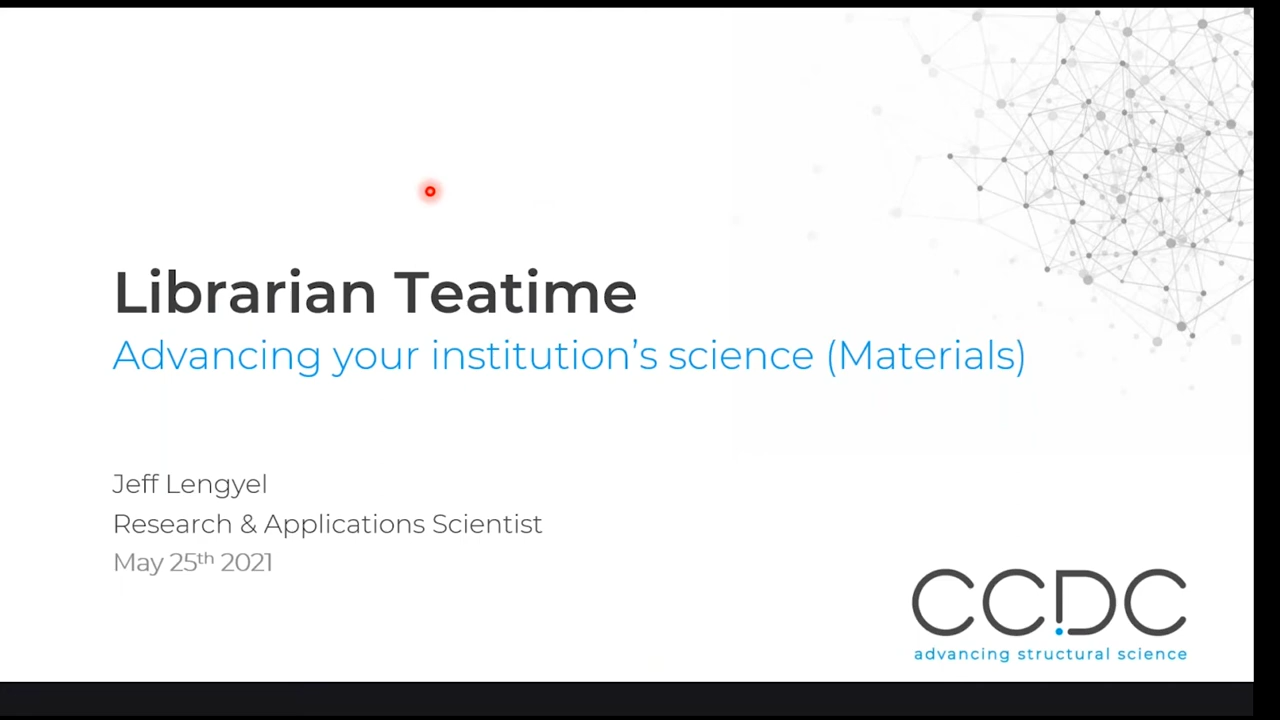 Librarian Teatime
Advancing your institution’s science (Materials)
Jeff Lengyel
Research & Applications Scientist
May 25th 2021
CCDC
advancing structural science